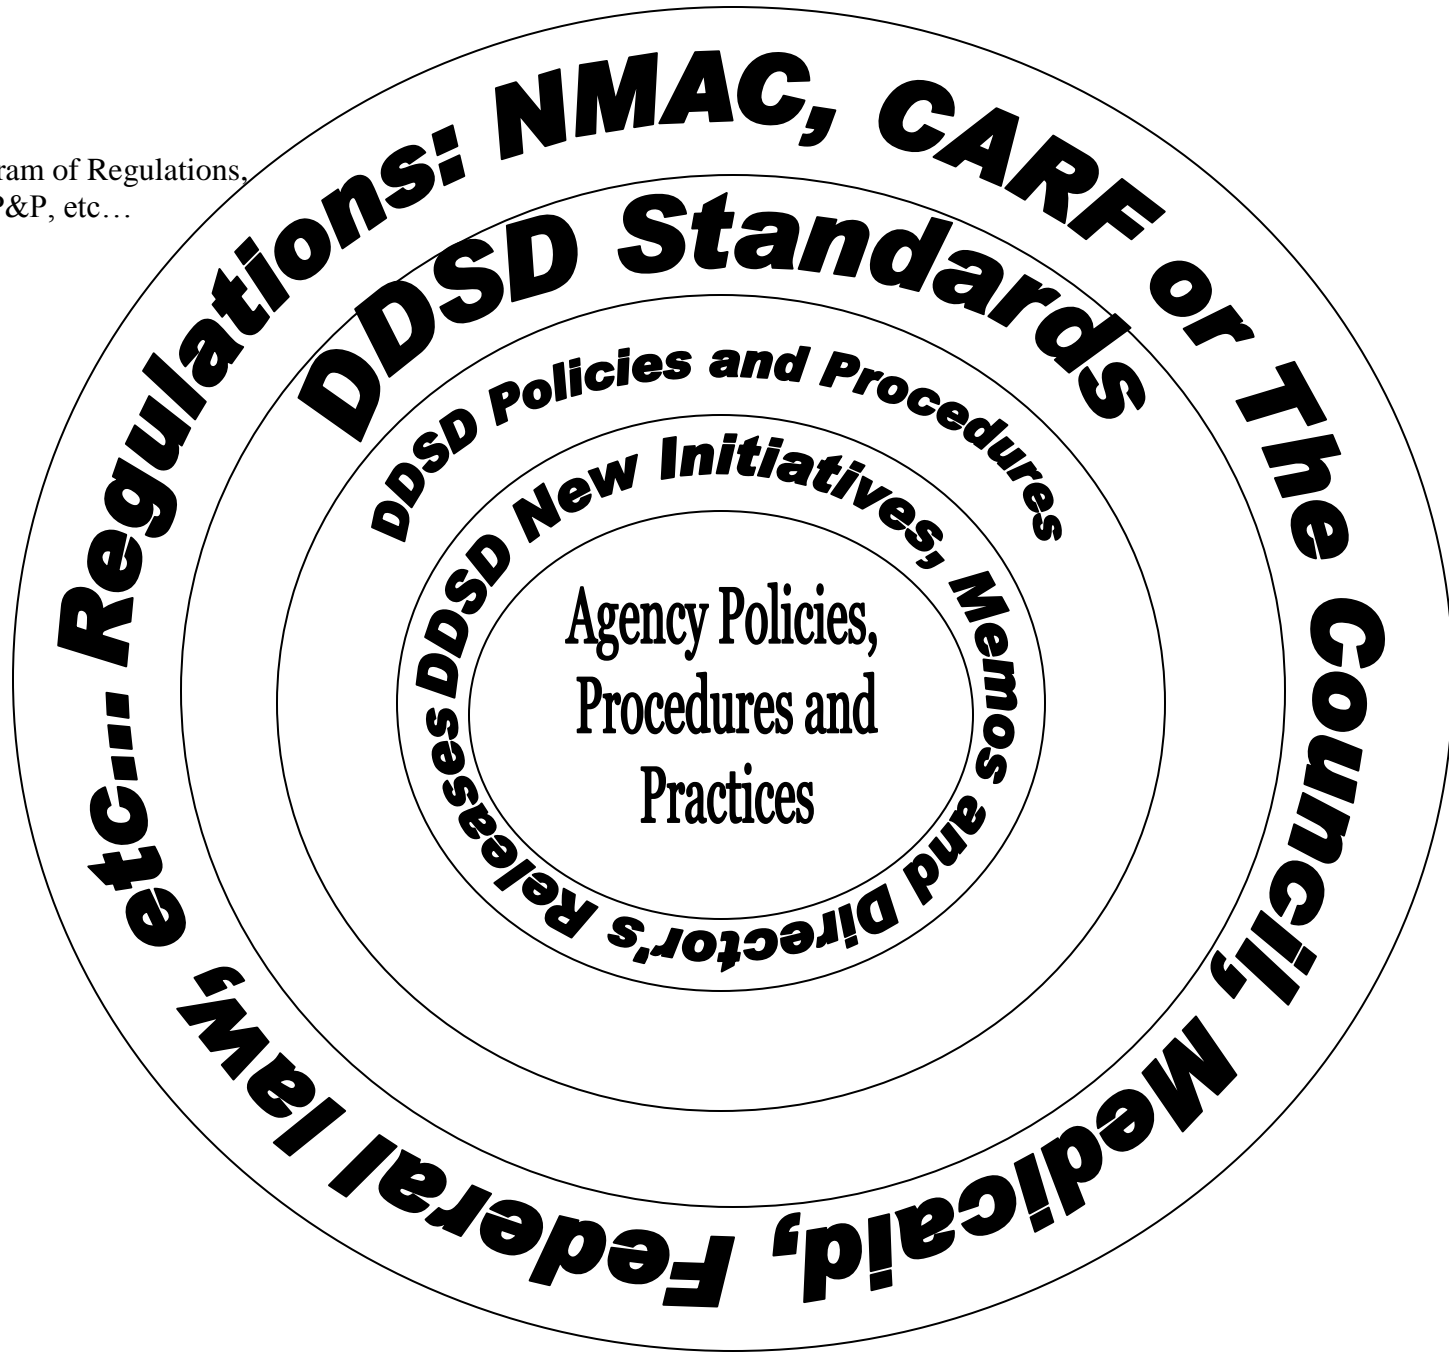 of Regulations,
P&P, etc…
Regulations: NMAC, CARF or The Council, Medicaid, Federal law, etc...
DDSD Standards
DDSD Policies and Procedures
DDSD New Initiatives, Memos and Director's Releases
Agency Policies,
Procedures and
Practices